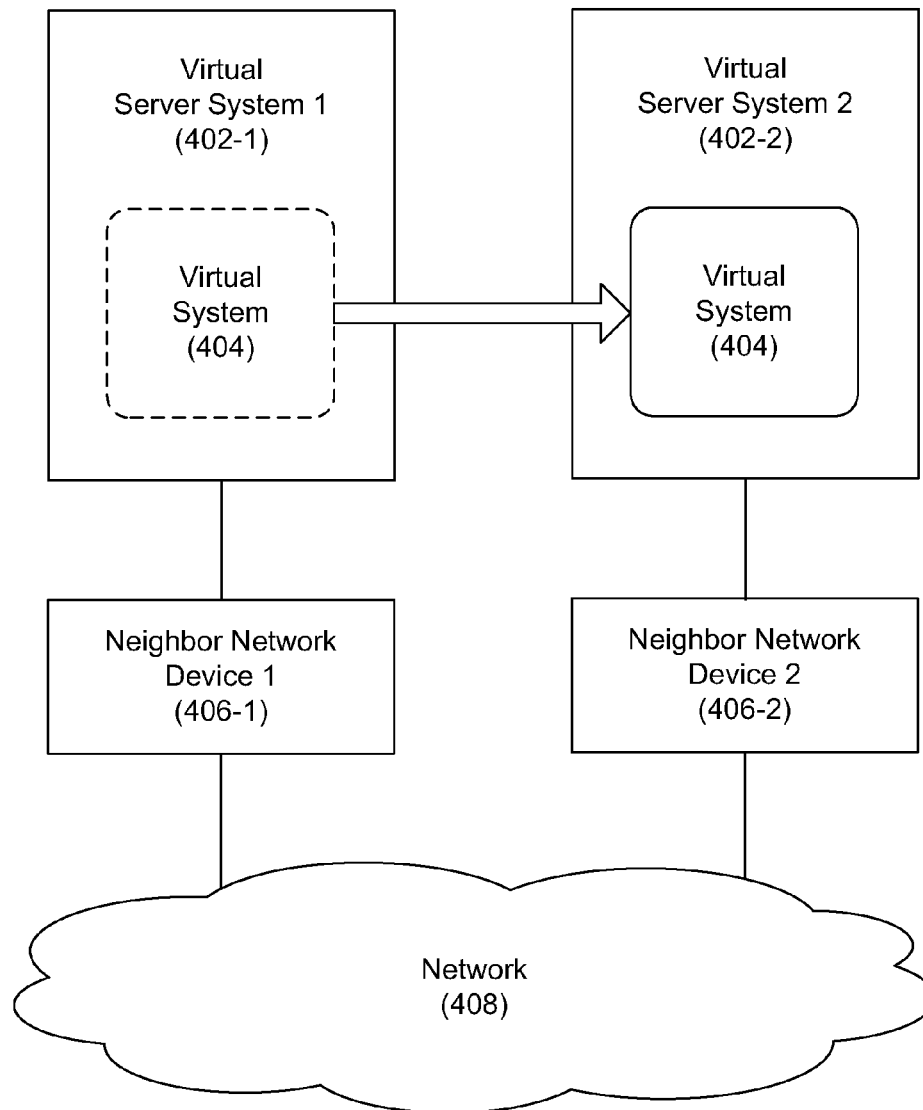 Virtual
Server System 1
(402-1)
Virtual
System
(404)
Virtual
Server System 2
(402-2)
Virtual
System
(404)
Neighbor Network
Device 1
(406-1)
Neighbor Network
Device 2
(406-2)
Network
(408)